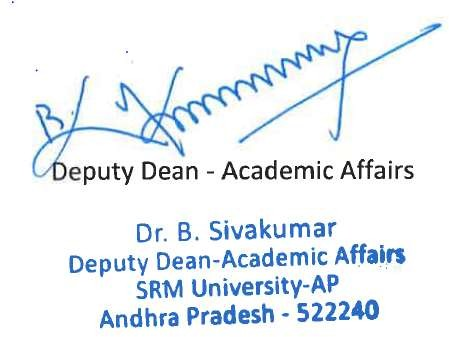 B.
Deputy Dean - Academic Affairs
Dr. B. Sivakumar
Deputy Dean-Academic Affairs
SRM University-AP
Andhra Pradesh - 522240